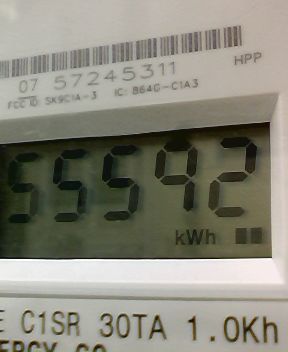 HPP
07 57245311
FCC ID: SK9C1A-3 IC: 864G-C1A3
55592
kWh
E C1SR 30TA 1.0Kh